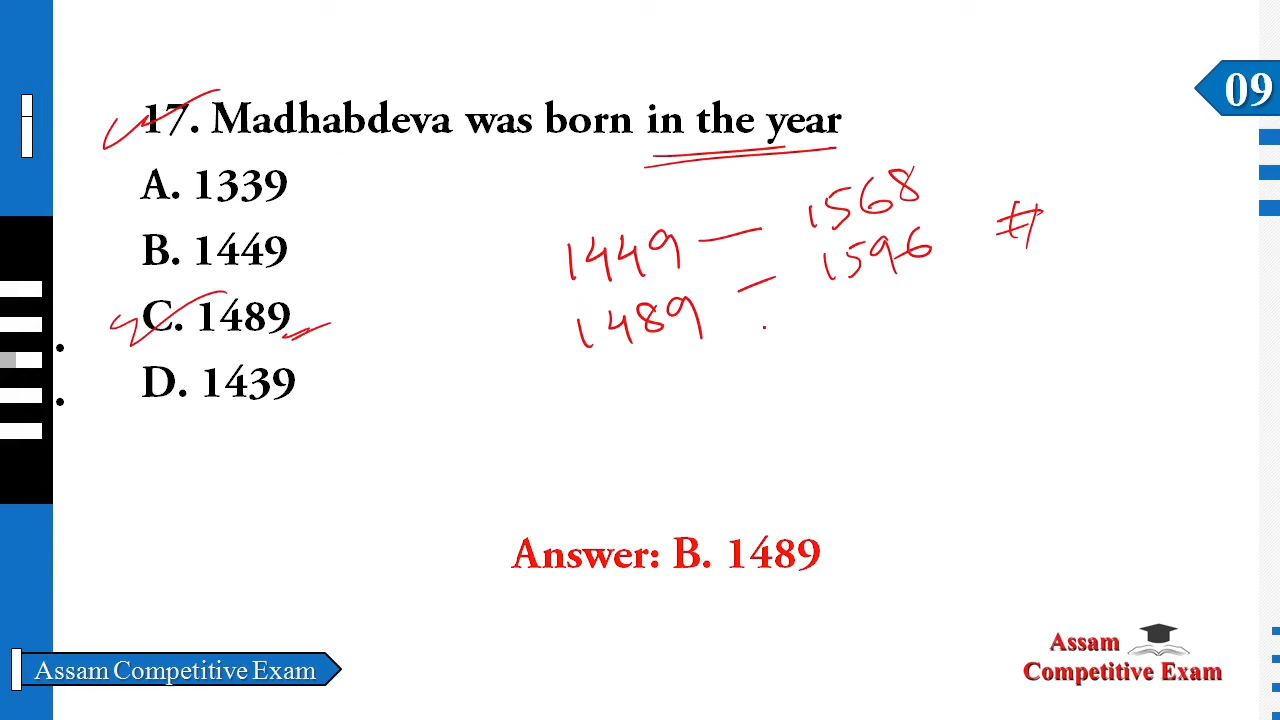 09
17. Madhabdeva was born in the year
A. 1339
B. 1449
C. 1489
D. 1439
1449 — 1568 #
1489 — 1596
Answer: B. 1489
Assam Competitive Exam
Assam
Competitive Exam